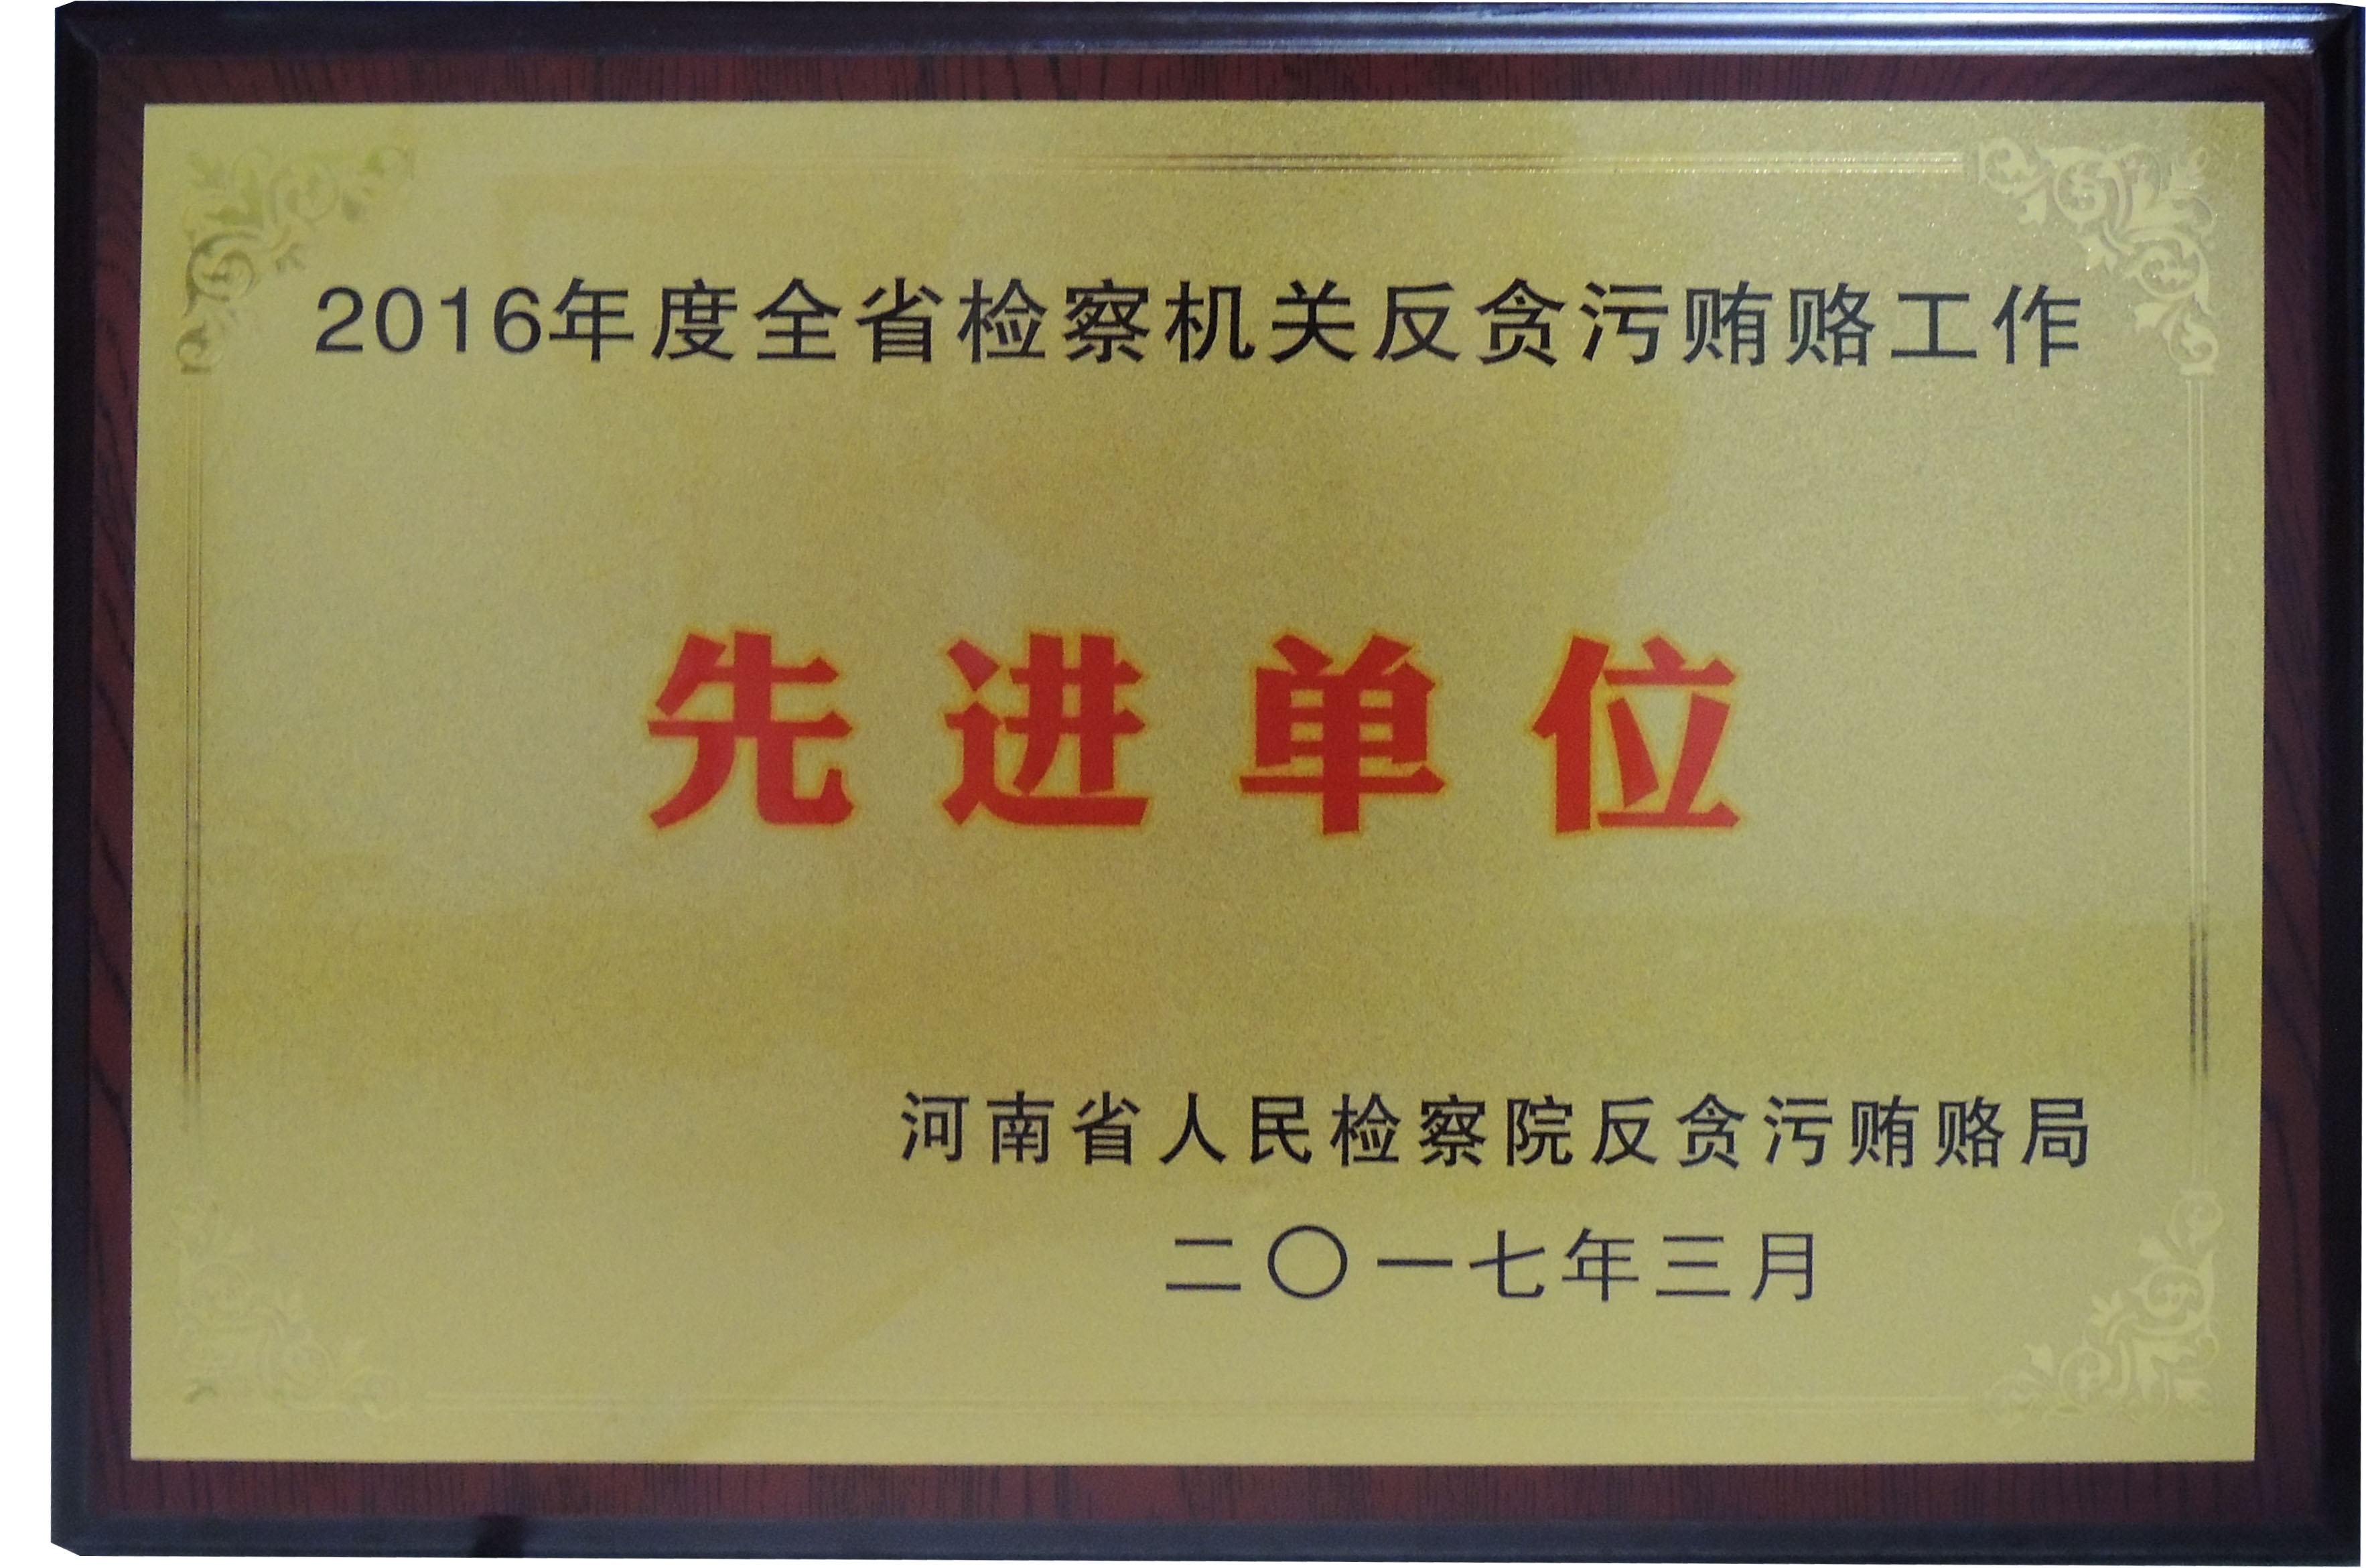 2016年度全省检察机关反贪污贿赂工作
先进单位
河南省人民检察院反贪污贿赂局
二〇一七年三月